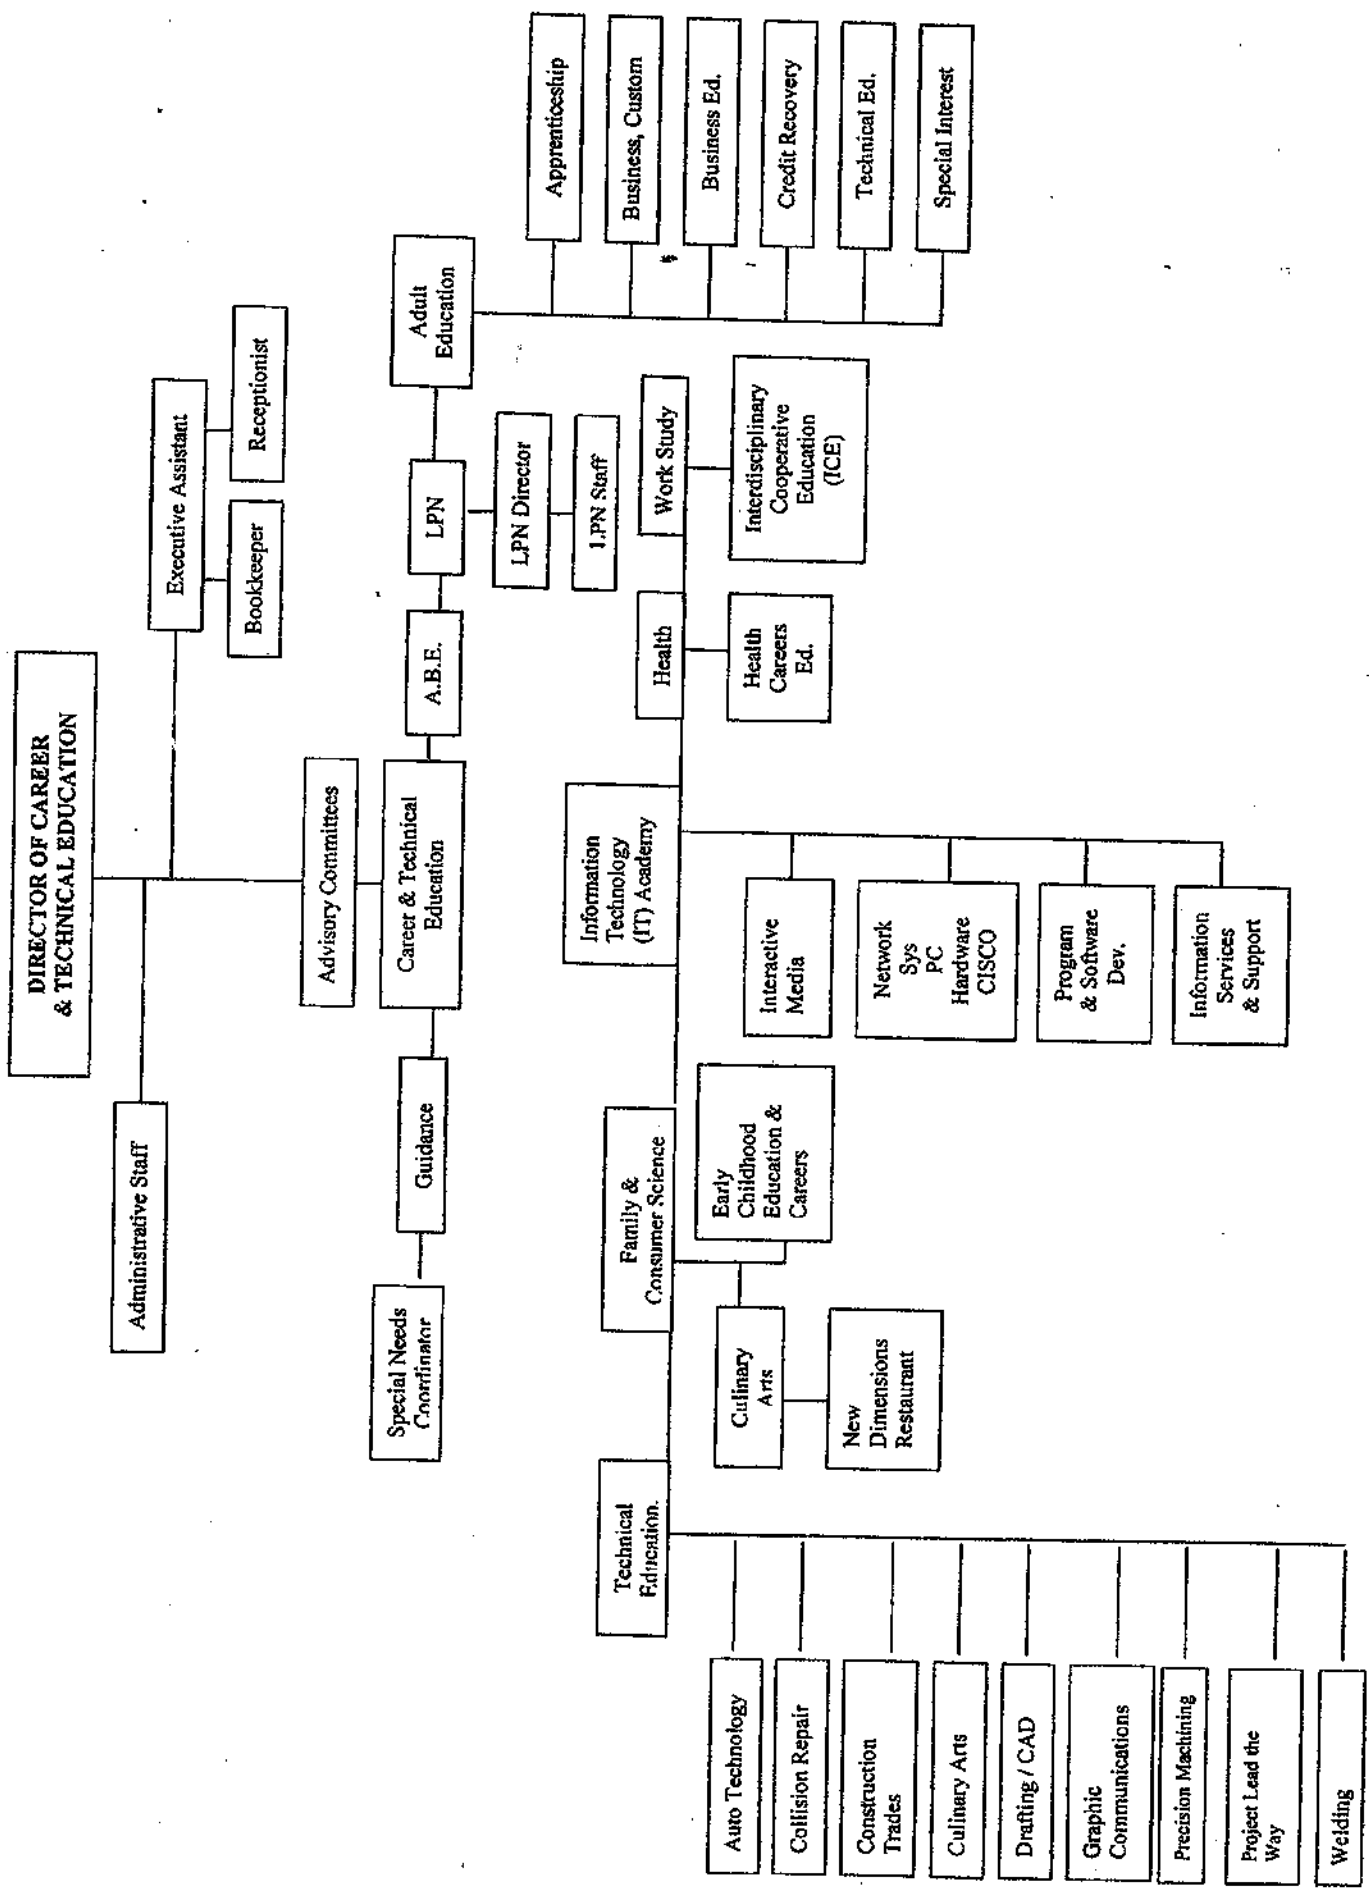 DIRECTOR OF CAREER
& TECHNICAL EDUCATION
Administrative Staff
Executive Assistant
Bookkeeper
Receptionist
Advisory Committees
Special Needs
Coordinator
Guidance
Career & Technical
Education
A.B.E.
LPN
Adult
Education
LPN Director
LPN Staff
Apprenticeship
Business, Custom
Business Ed.
Credit Recovery
Technical Ed.
Special Interest
Technical
Education.
Family &
Consumer Science
Information
Technology
(IT) Academy
Health
Work Study
Auto Technology
Collision Repair
Construction
Trades
Culinary Arts
Drafting / CAD
Graphic
Communications
Precision Machining
Project Lead the
Way
Welding
Culinary
Arts
New
Dimensions
Restaurant
Early
Childhood
Education &
Careers
Interactive
Media
Network
Sys
PC
Hardware
CISCO
Program
& Software
Dev.
Information
Services
& Support
Health
Careers
Ed.
Interdisciplinary
Cooperative
Education
(ICE)